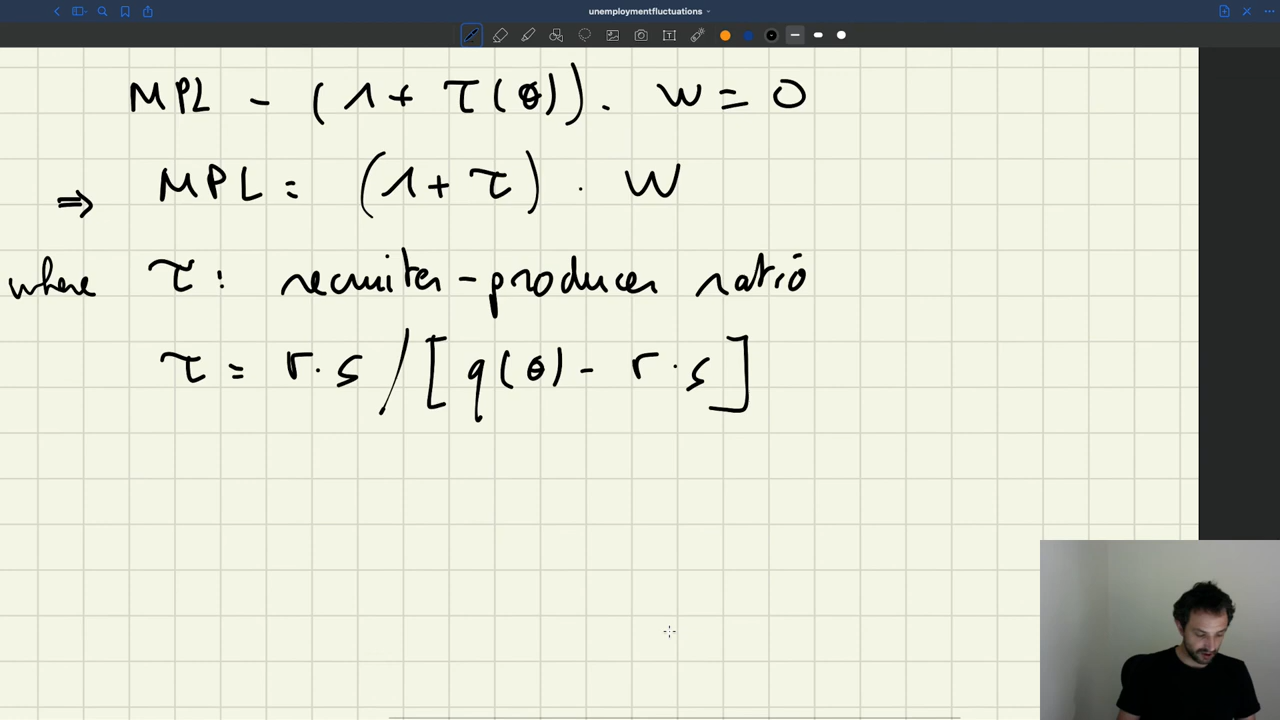 unemploymentfluctuations
MPL - (1 + τ(θ)) . w = 0
⇒ MPL = (1 + τ) . W
where τ : recruiter-producer ratio
τ = r.s / [q(θ) - r.s]